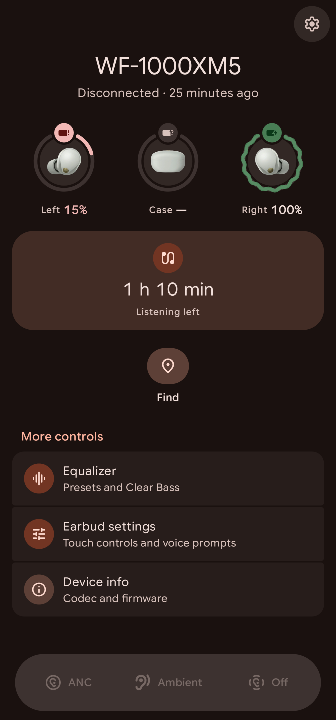 WF-1000XM5
Disconnected · 25 minutes ago
Left 15%
Case —
Right 100%
1 h 10 min
Listening left
Find
More controls
Equalizer
Presets and Clear Bass
Earbud settings
Touch controls and voice prompts
Device info
Codec and firmware
ANC
Ambient
Off